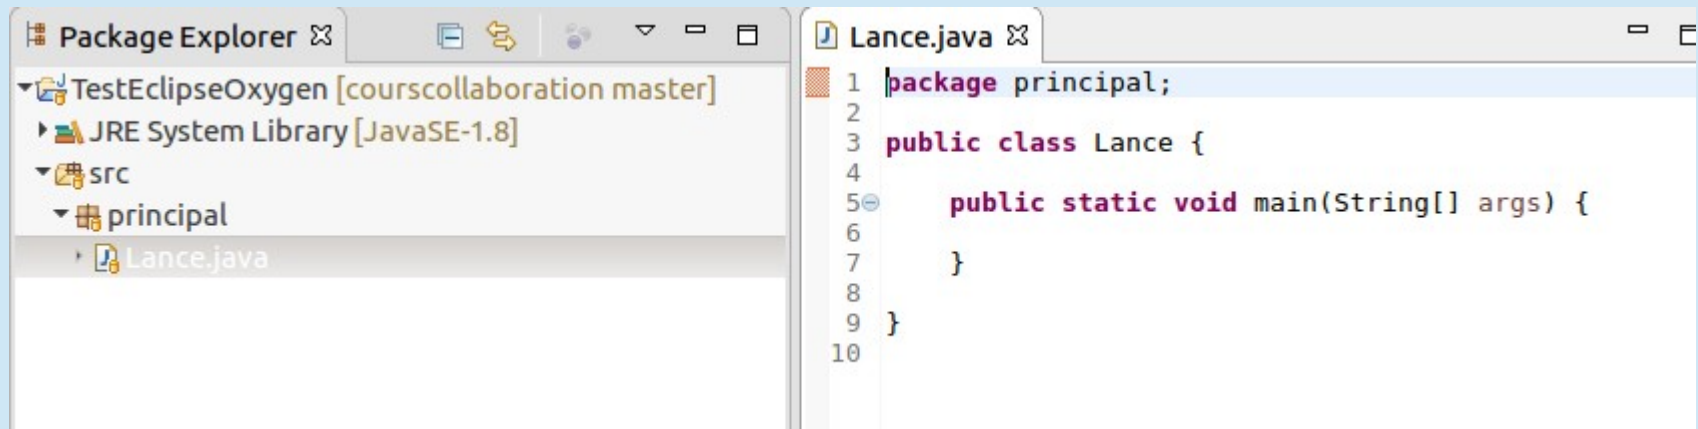 Package Explorer
TestEclipseOxygen [courscollaboration master]
JRE System Library [JavaSE-1.8]
src
principal
Lance.java
Lance.java
1 package principal;
2
3 public class Lance {
4
5 public static void main(String[] args) {
6
7 }
8
9 }
10